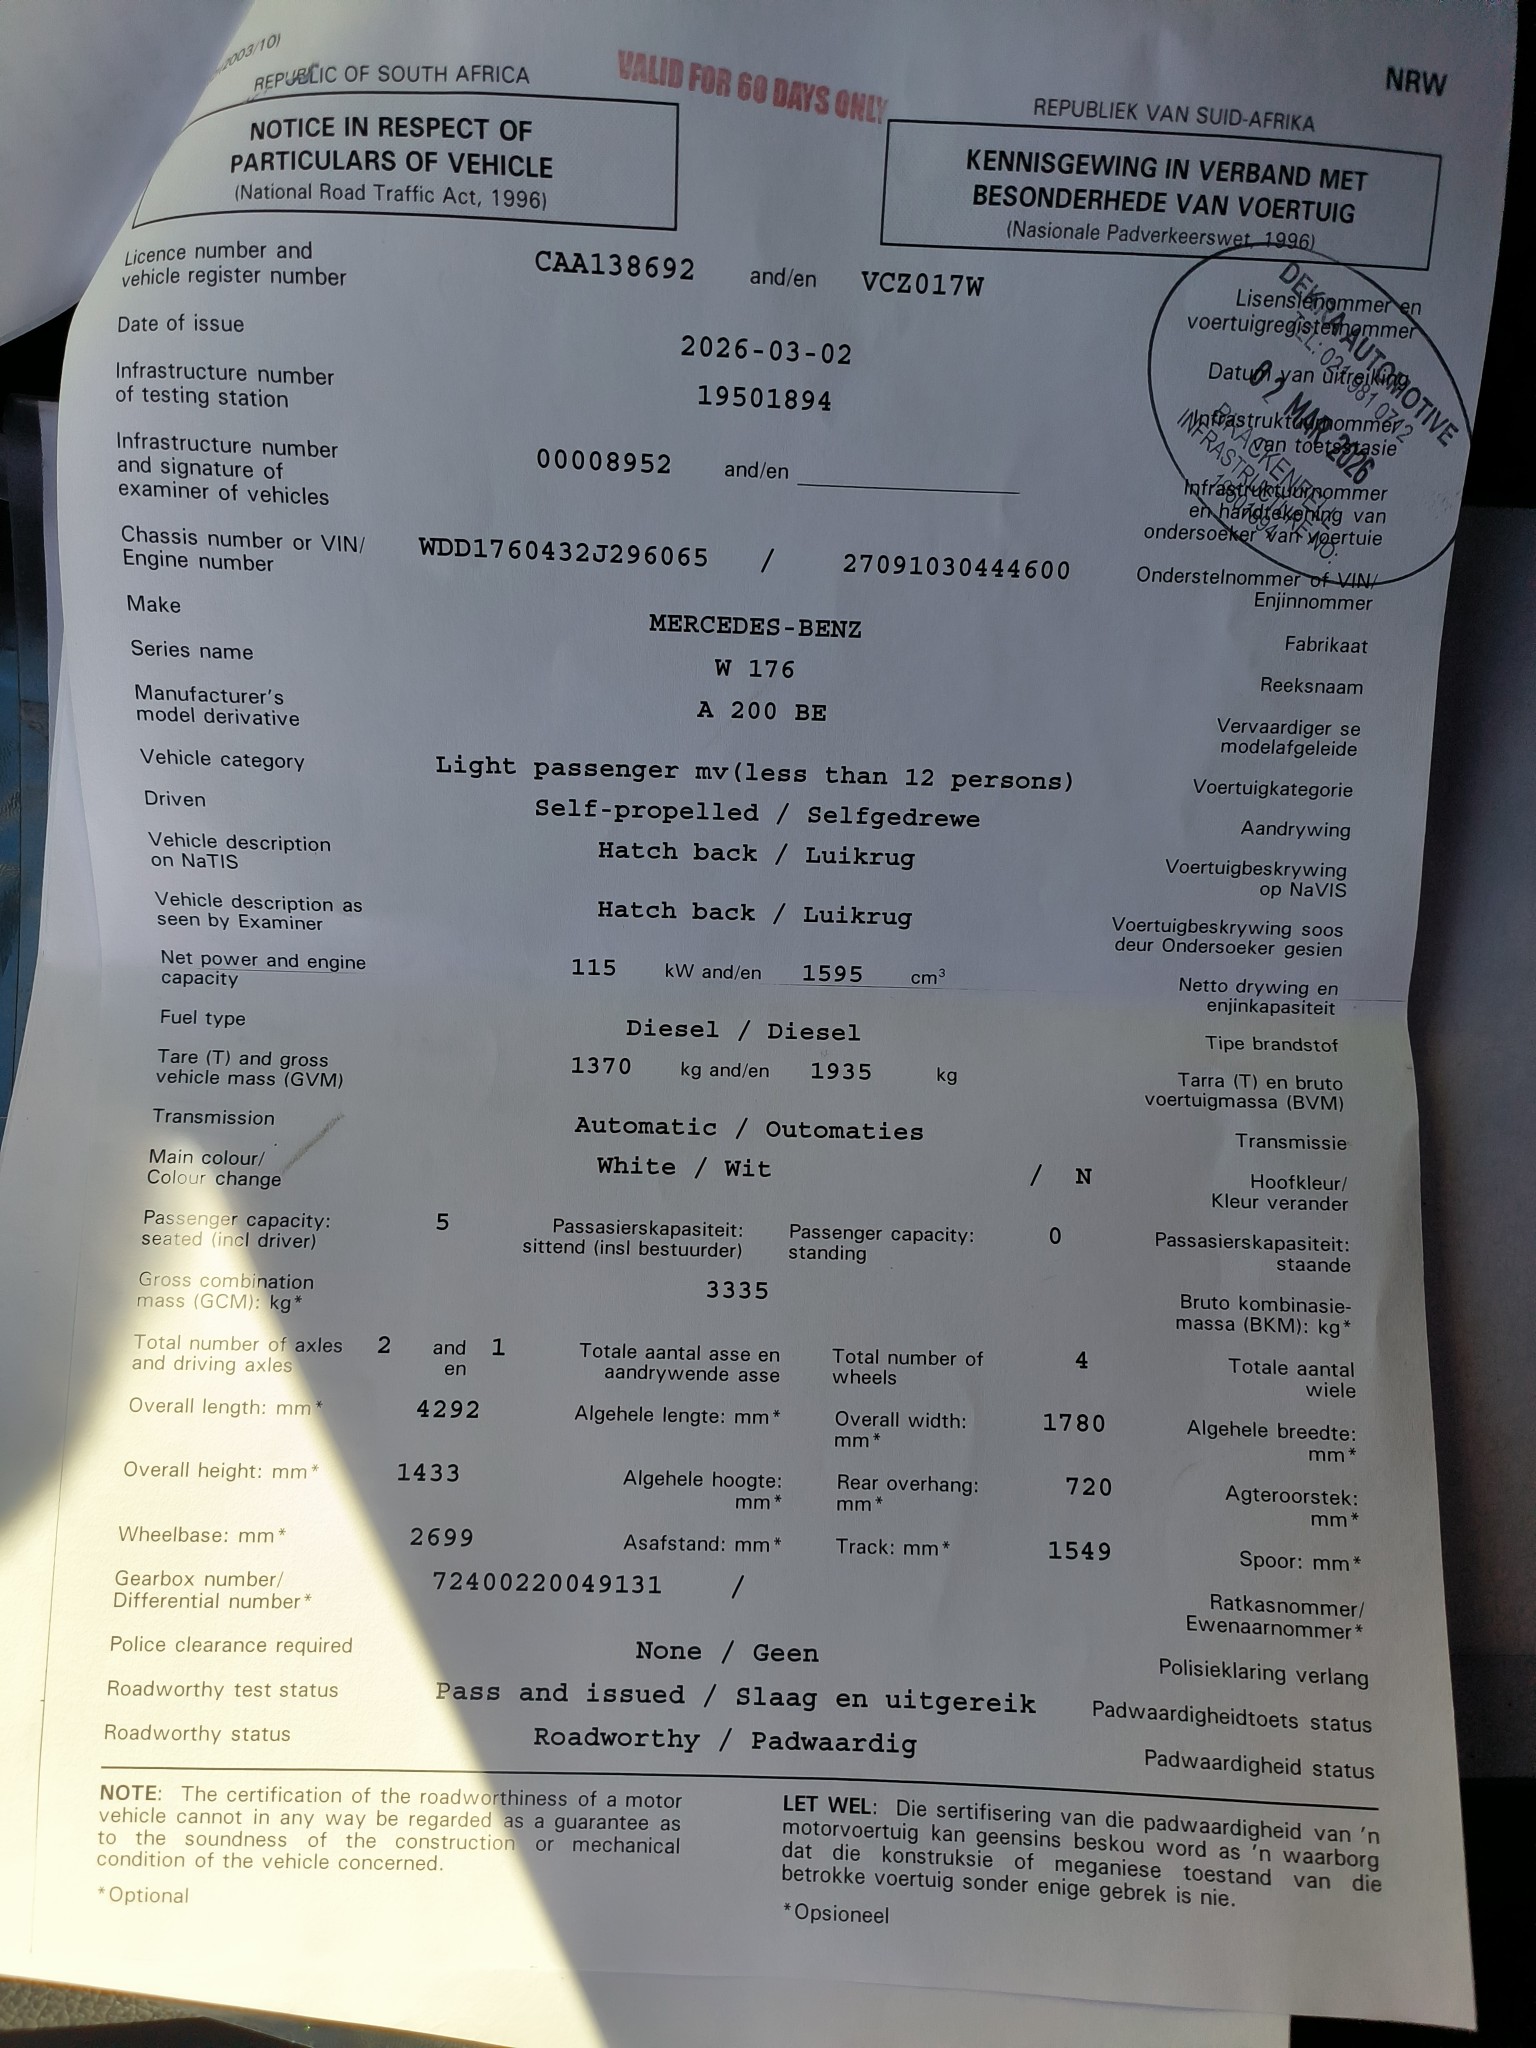 2003/10)
REPUBLIC OF SOUTH AFRICA
VALID FOR 60 DAYS ONLY
REPUBLIEK VAN SUID-AFRIKA
NRW
NOTICE IN RESPECT OF
PARTICULARS OF VEHICLE
(National Road Traffic Act, 1996)
KENNISGEWING IN VERBAND MET
BESONDERHEDE VAN VOERTUIG
(Nasionale Padverkeerswet, 1996)
Licence number and
vehicle register number
CAA138692 and/en VCZ017W
Lisensienommer en
voertuigregisternommer
DEKRA AUTOMOTIVE
TEL: 021 981 0712
02 MAR 2026
BRACKENFELL
INFRASTRUCTURE NO:
Date of issue
2026-03-02
Datum van uitreiking
Infrastructure number
of testing station
19501894
Infrastruktuurnommer
van toetsstasie
Infrastructure number
and signature of
examiner of vehicles
00008952 and/en
Infrastruktuurnommer
en handtekening van
ondersoeker van voertuie
Chassis number or VIN/
Engine number
WDD1760432J296065 / 27091030444600
Onderstelnommer of VIN/
Enjinnommer
Make
MERCEDES-BENZ
Fabrikaat
Series name
W 176
Reeksnaam
Manufacturer's
model derivative
A 200 BE
Vervaardiger se
modelafgeleide
Vehicle category
Light passenger mv(less than 12 persons)
Voertuigkategorie
Driven
Self-propelled / Selfgedrewe
Aandrywing
Vehicle description
on NaTIS
Hatch back / Luikrug
Voertuigbeskrywing
op NaVIS
Vehicle description as
seen by Examiner
Hatch back / Luikrug
Voertuigbeskrywing soos
deur Ondersoeker gesien
Net power and engine
capacity
115 kW and/en 1595 cm³
Netto drywing en
enjinkapasiteit
Fuel type
Diesel / Diesel
Tipe brandstof
Tare (T) and gross
vehicle mass (GVM)
1370 kg and/en 1935 kg
Tarra (T) en bruto
voertuigmassa (BVM)
Transmission
Automatic / Outomaties
Transmissie
Main colour/
Colour change
White / Wit / N
Hoofkleur/
Kleur verander
Passenger capacity:
seated (incl driver)
5
Passasierskapasiteit:
sittend (insl bestuurder)
Passenger capacity:
standing
0
Passasierskapasiteit:
staande
Gross combination
mass (GCM): kg*
3335
Bruto kombinasie-
massa (BKM): kg*
Total number of axles
and driving axles
2 and 1
en
Totale aantal asse en
aandrywende asse
Total number of
wheels
4
Totale aantal
wiele
Overall length: mm*
4292
Algehele lengte: mm*
Overall width:
mm*
1780
Algehele breedte:
mm*
Overall height: mm*
1433
Algehele hoogte:
mm*
Rear overhang:
mm*
720
Agteroorstek:
mm*
Wheelbase: mm*
2699
Asafstand: mm*
Track: mm*
1549
Spoor: mm*
Gearbox number/
Differential number*
72400220049131 /
Ratkasnommer/
Ewenaarnommer*
Police clearance required
None / Geen
Polisieklaring verlang
Roadworthy test status
Pass and issued / Slaag en uitgereik
Padwaardigheidtoets status
Roadworthy status
Roadworthy / Padwaardig
Padwaardigheid status
NOTE: The certification of the roadworthiness of a motor
vehicle cannot in any way be regarded as a guarantee as
to the soundness of the construction or mechanical
condition of the vehicle concerned.
*Optional
LET WEL: Die sertifisering van die padwaardigheid van 'n
motorvoertuig kan geensins beskou word as 'n waarborg
dat die konstruksie of meganiese toestand van die
betrokke voertuig sonder enige gebrek is nie.
*Opsioneel